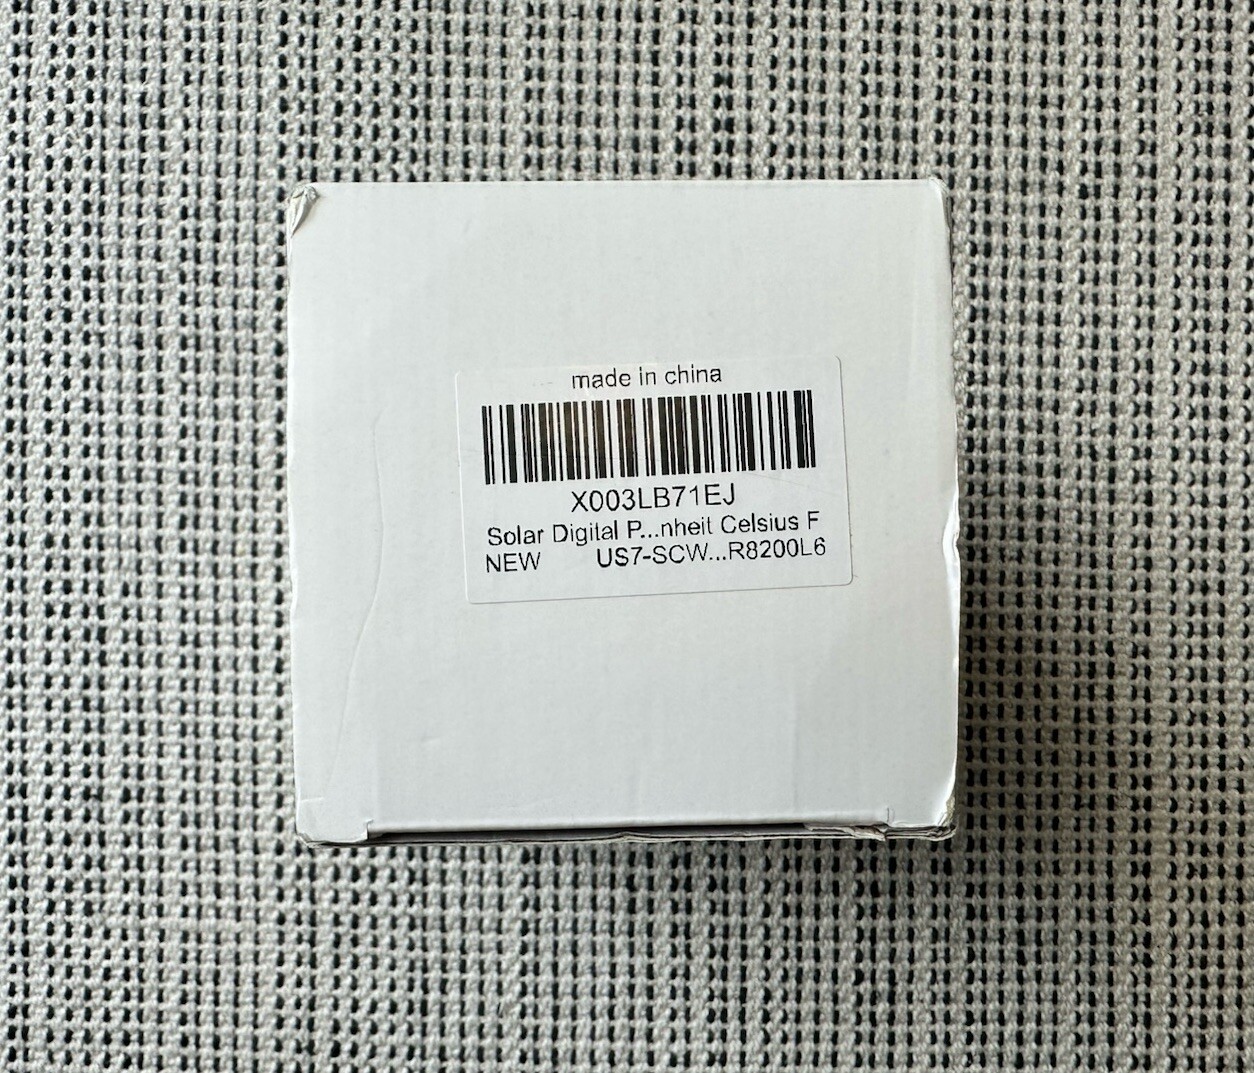 made in china
X003LB71EJ
Solar Digital P...nheit Celsius F
NEW US7-SCW...R8200L6